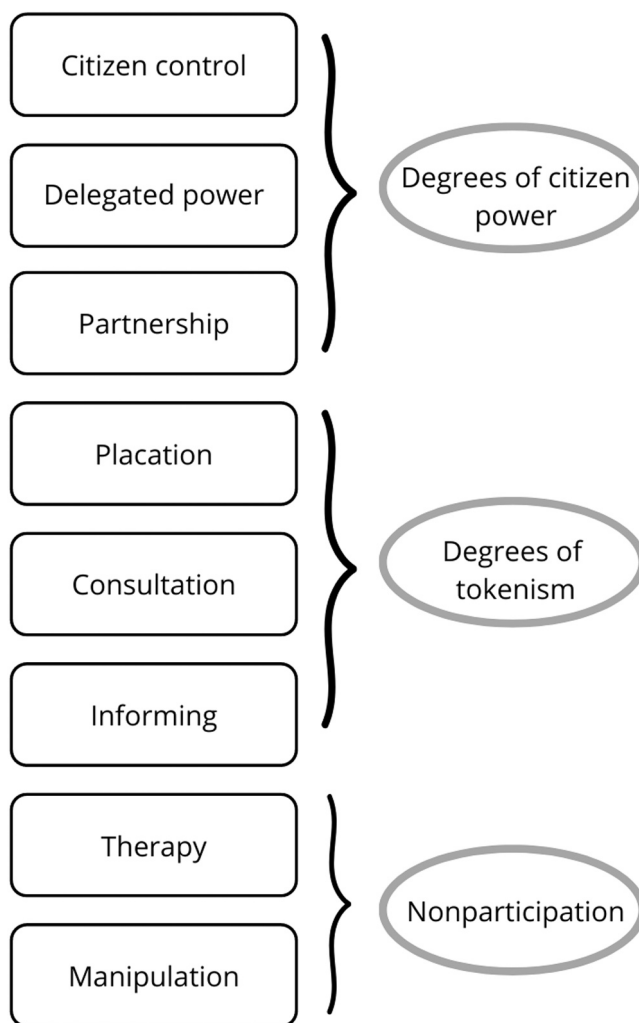 Citizen control
Delegated power
Partnership
Degrees of citizen
power
Placation
Consultation
Informing
Degrees of
tokenism
Therapy
Manipulation
Nonparticipation